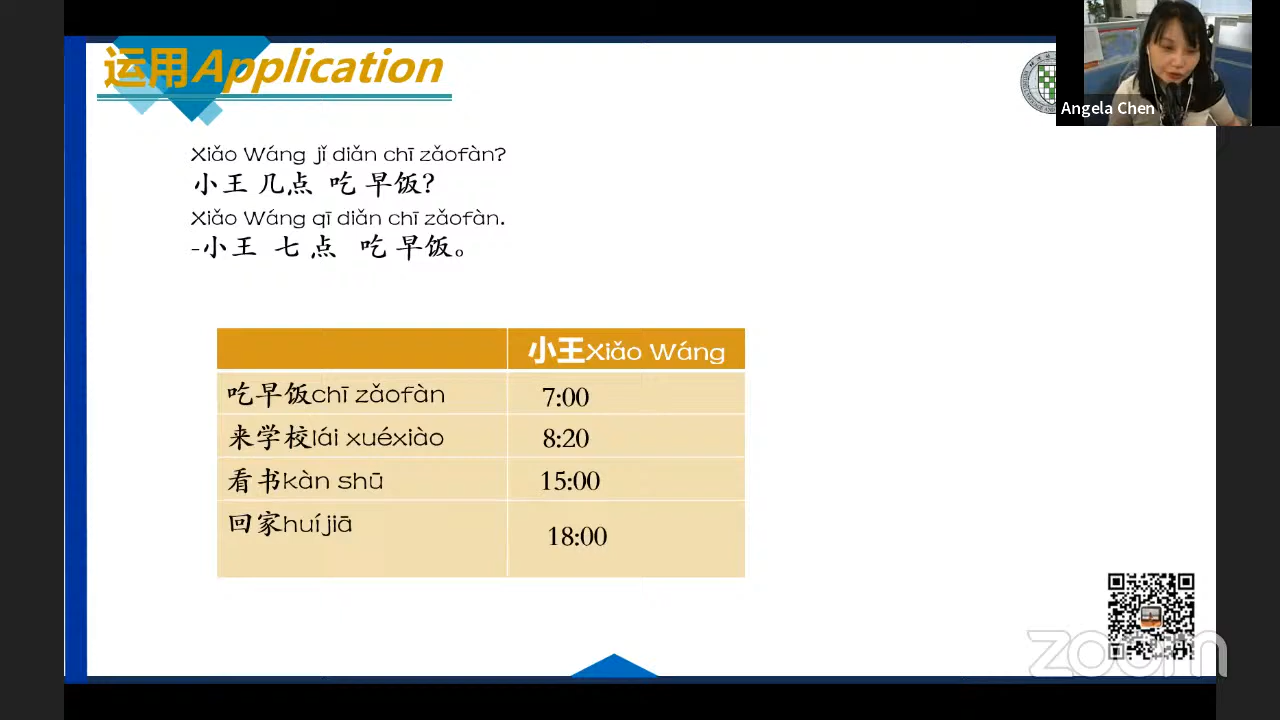 运用Application
Angela Chen
Xiǎo Wáng jǐ diǎn chī zǎofàn?
小王 几点 吃 早饭?
Xiǎo Wáng qī diǎn chī zǎofàn.
-小王 七 点 吃 早饭。
小王Xiǎo Wáng
吃早饭chī zǎofàn 7:00
来学校lái xuéxiào 8:20
看书kàn shū 15:00
回家huí jiā 18:00
zoom